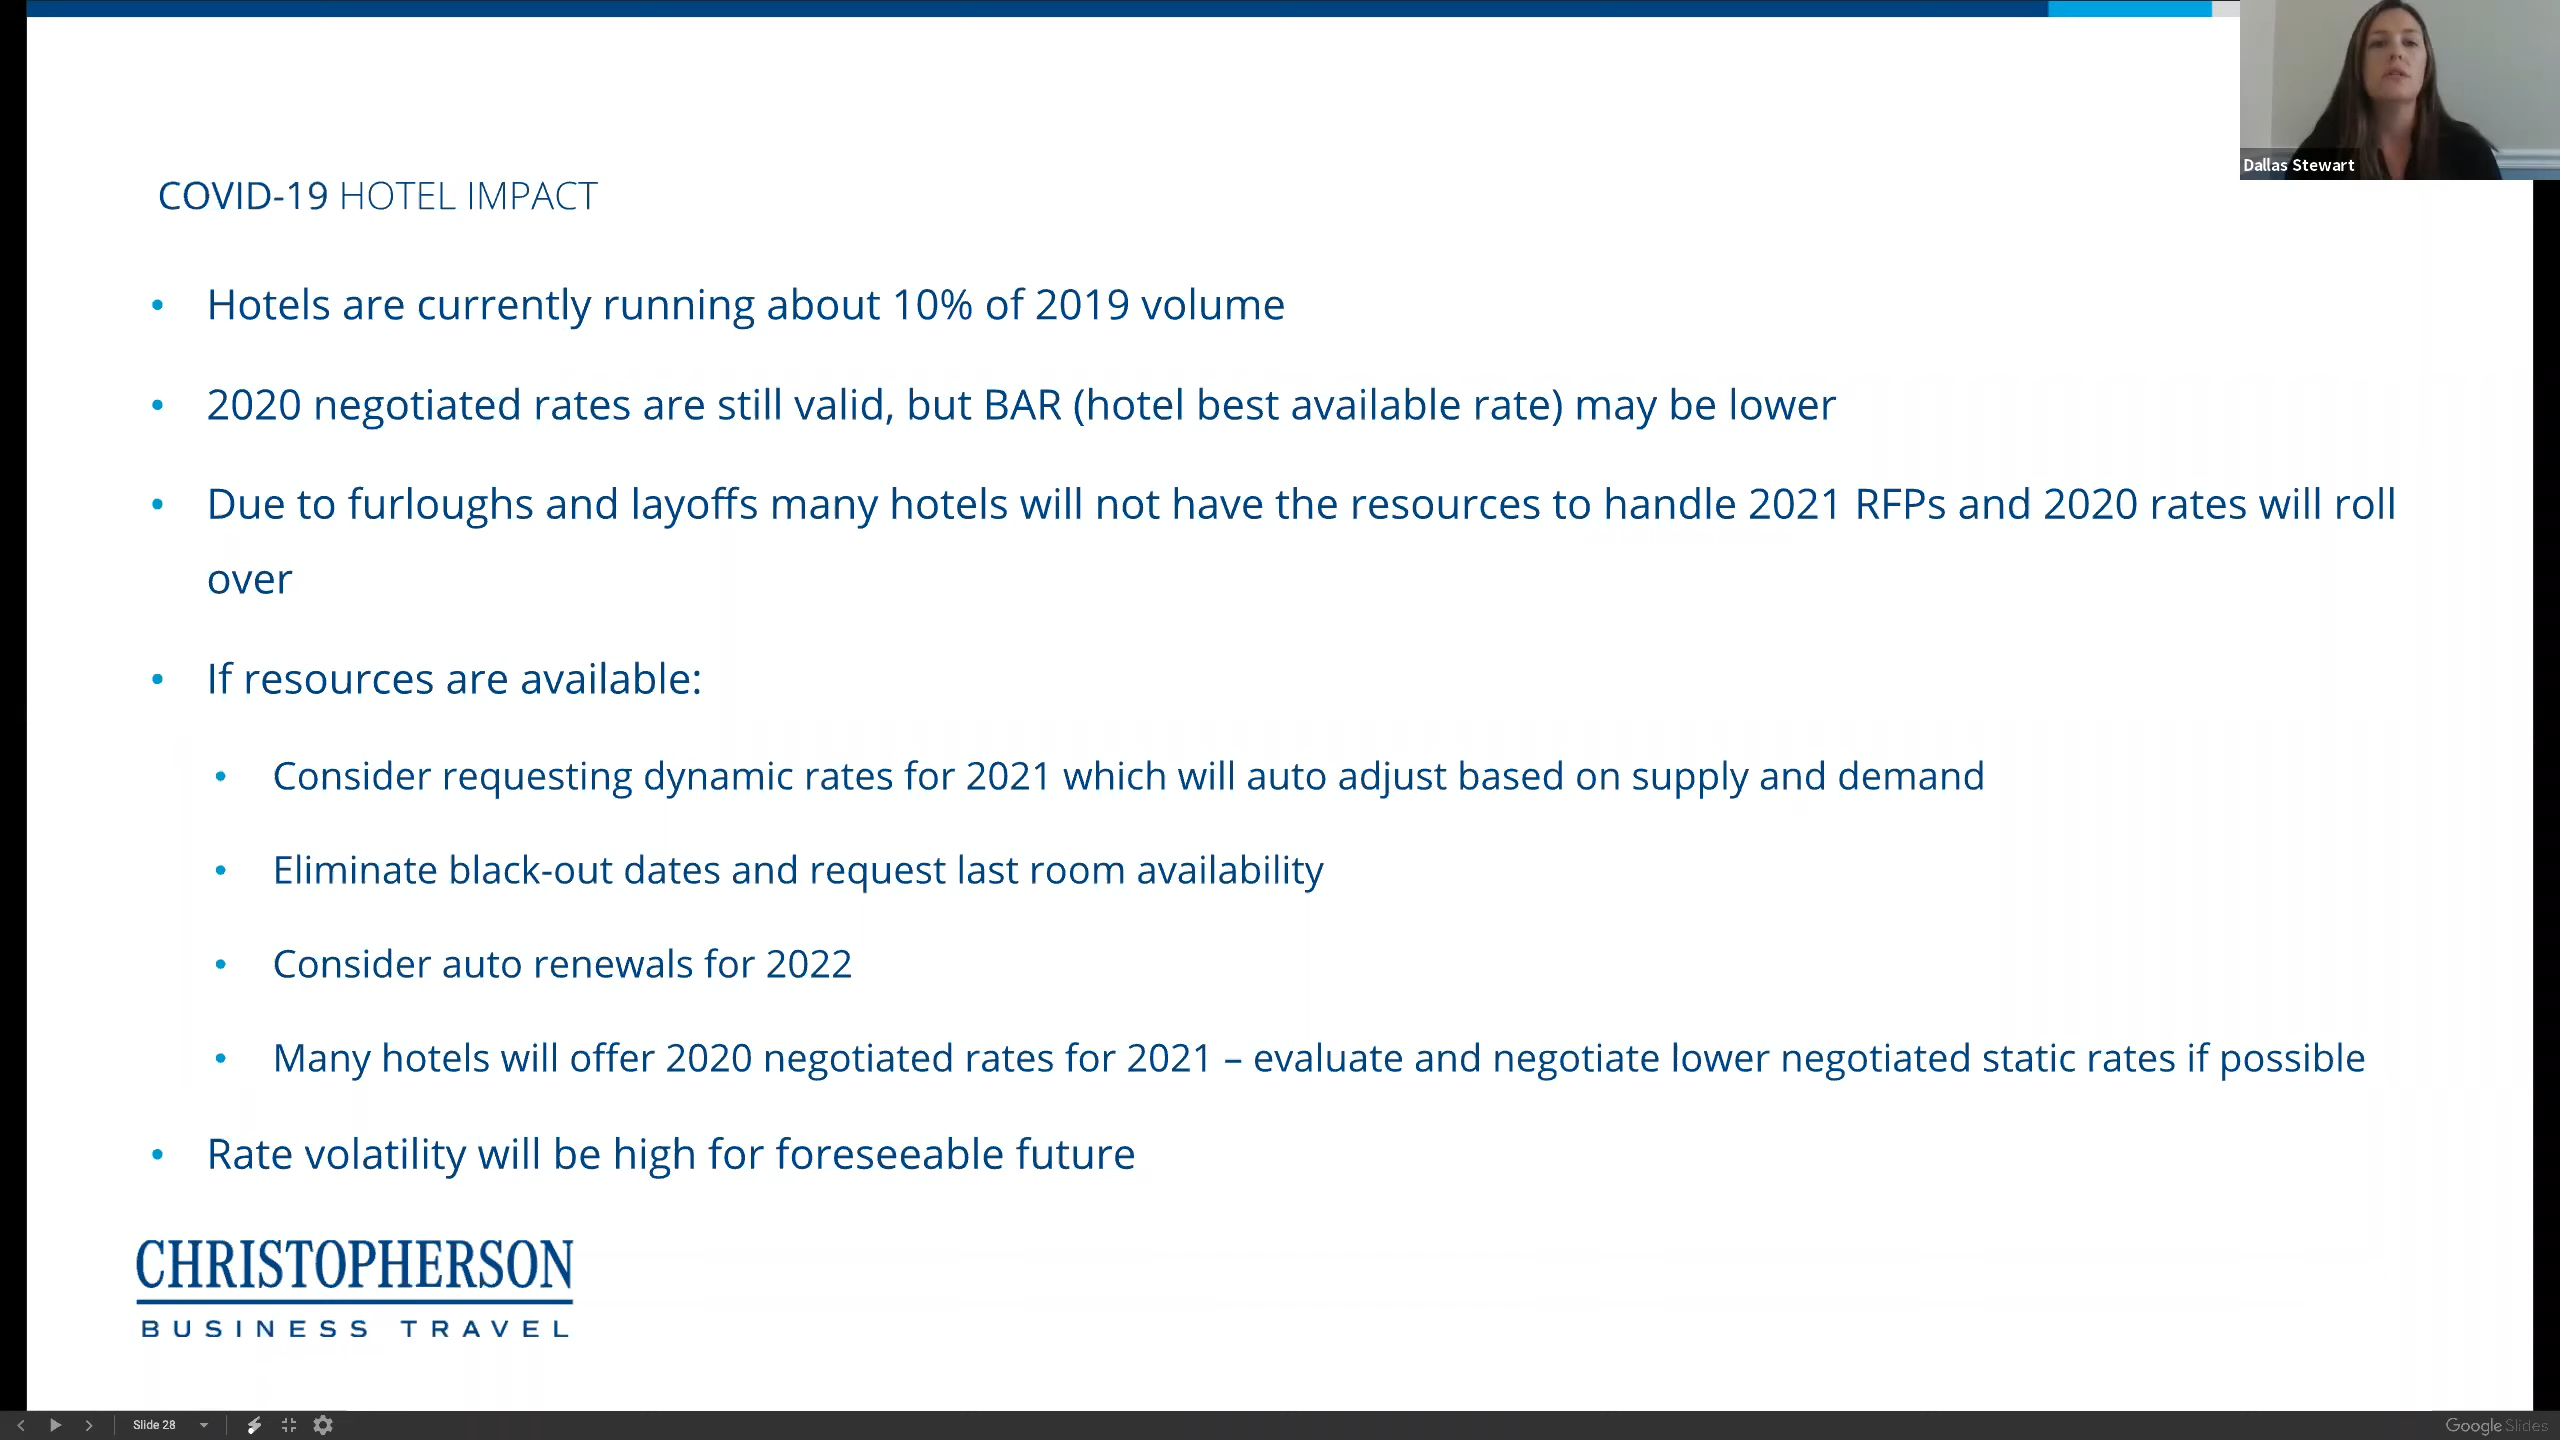 Dallas Stewart
COVID-19 HOTEL IMPACT
• Hotels are currently running about 10% of 2019 volume
• 2020 negotiated rates are still valid, but BAR (hotel best available rate) may be lower
• Due to furloughs and layoffs many hotels will not have the resources to handle 2021 RFPs and 2020 rates will roll
over
• If resources are available:
• Consider requesting dynamic rates for 2021 which will auto adjust based on supply and demand
• Eliminate black-out dates and request last room availability
• Consider auto renewals for 2022
• Many hotels will offer 2020 negotiated rates for 2021 – evaluate and negotiate lower negotiated static rates if possible
• Rate volatility will be high for foreseeable future
CHRISTOPHERSON
BUSINESS TRAVEL
Slide 28
Google Slides